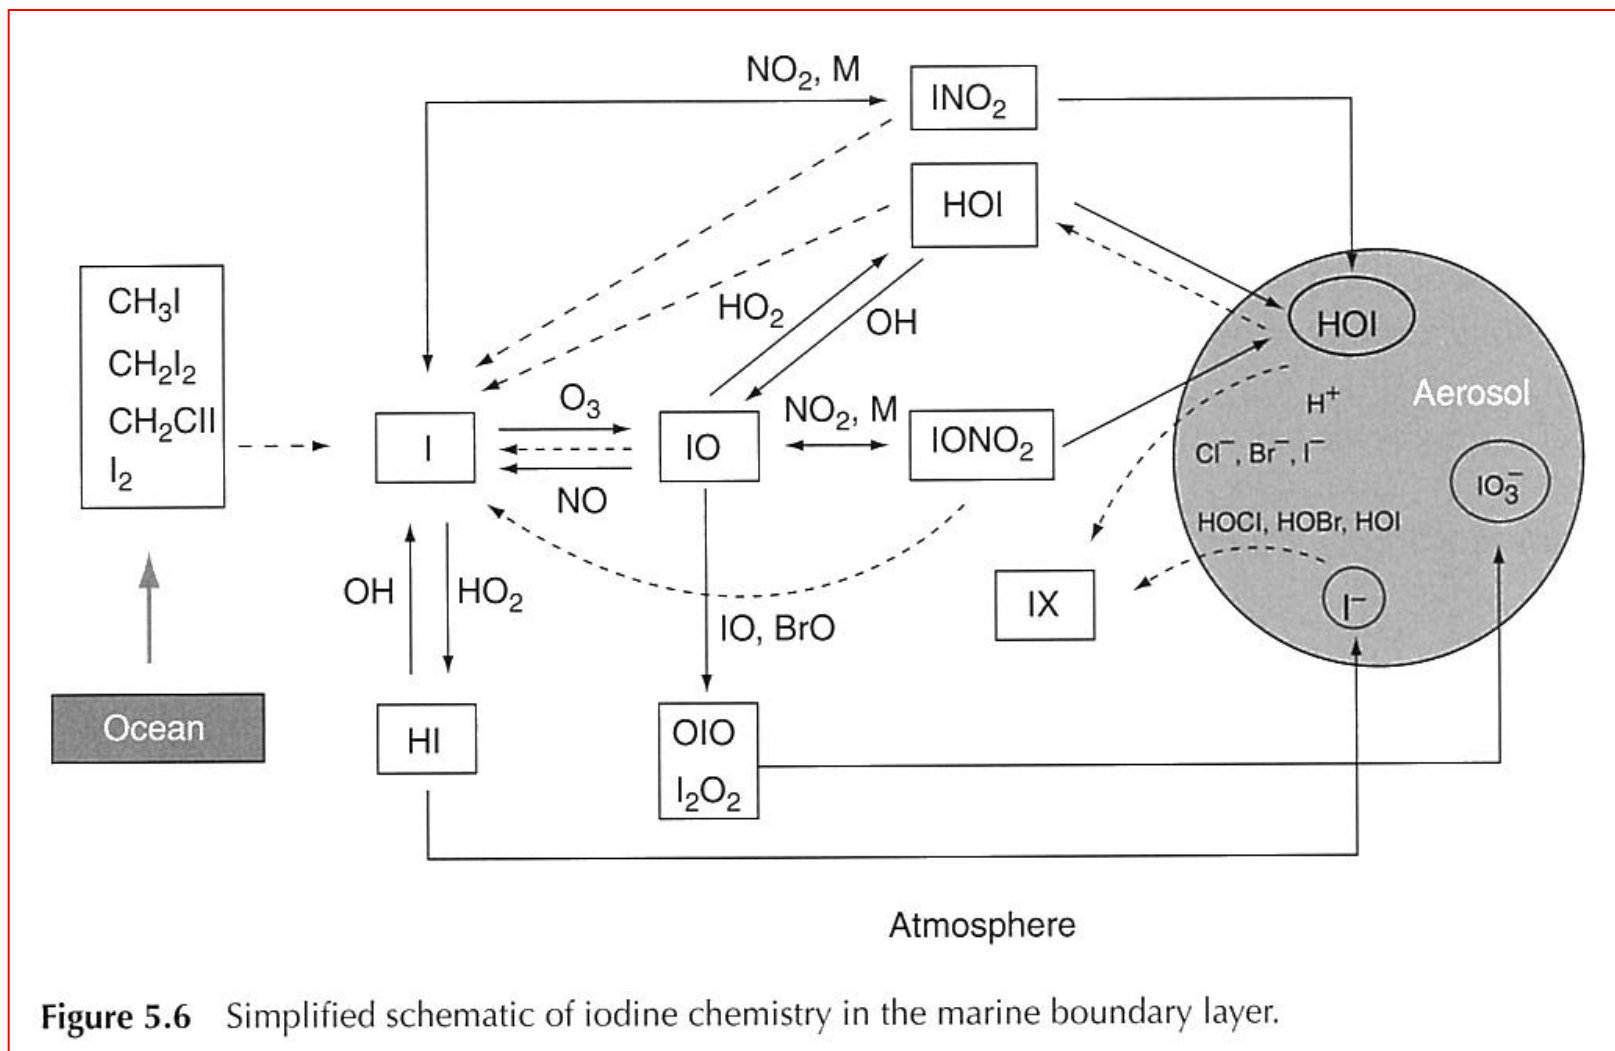 NO₂, M
INO₂
HOI
CH₃I
CH₂I₂
CH₂ClI
I₂
HO₂
OH
HOI
H⁺
Aerosol
O₃
I
IO
NO₂, M
IONO₂
Cl⁻, Br⁻, I⁻
IO₃⁻
NO
HOCl, HOBr, HOI
OH
HO₂
IX
I⁻
IO, BrO
Ocean
HI
OIO
I₂O₂
Atmosphere
Figure 5.6 Simplified schematic of iodine chemistry in the marine boundary layer.